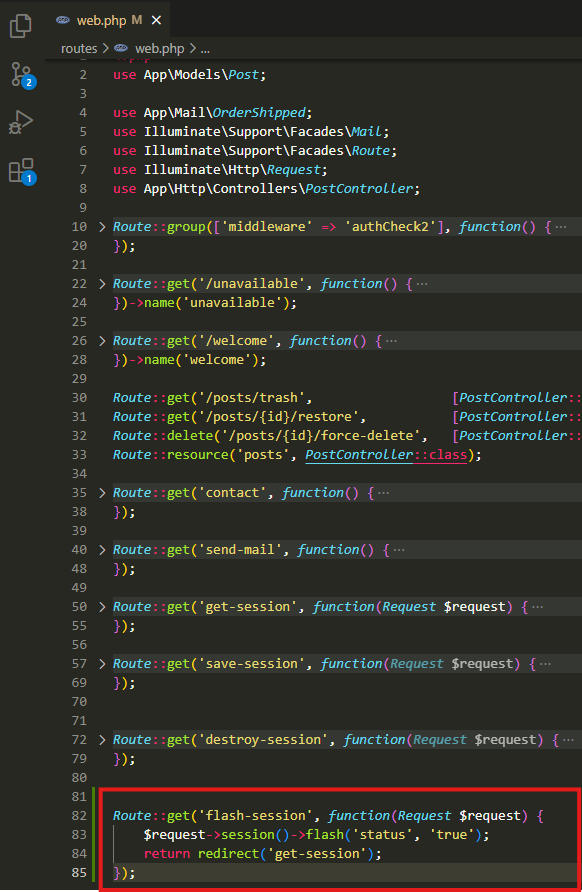 web.php M ×
routes > web.php > ...
2 use App\Models\Post;
3
4 use App\Mail\OrderShipped;
5 use Illuminate\Support\Facades\Mail;
6 use Illuminate\Support\Facades\Route;
7 use Illuminate\Http\Request;
8 use App\Http\Controllers\PostController;
9
10 > Route::group(['middleware' => 'authCheck2'], function() {···
20 });
21
22 > Route::get('/unavailable', function() {···
24 })->name('unavailable');
25
26 > Route::get('/welcome', function() {···
28 })->name('welcome');
29
30 Route::get('/posts/trash', [PostController::
31 Route::get('/posts/{id}/restore', [PostController::
32 Route::delete('/posts/{id}/force-delete', [PostController::
33 Route::resource('posts', PostController::class);
34
35 > Route::get('contact', function() {···
38 });
39
40 > Route::get('send-mail', function() {···
48 });
49
50 > Route::get('get-session', function(Request $request) {···
55 });
56
57 > Route::get('save-session', function(Request $request) {···
69 });
70
71
72 > Route::get('destroy-session', function(Request $request) {···
79 });
80
81
82 Route::get('flash-session', function(Request $request) {
83 $request->session()->flash('status', 'true');
84 return redirect('get-session');
85 });
2
1